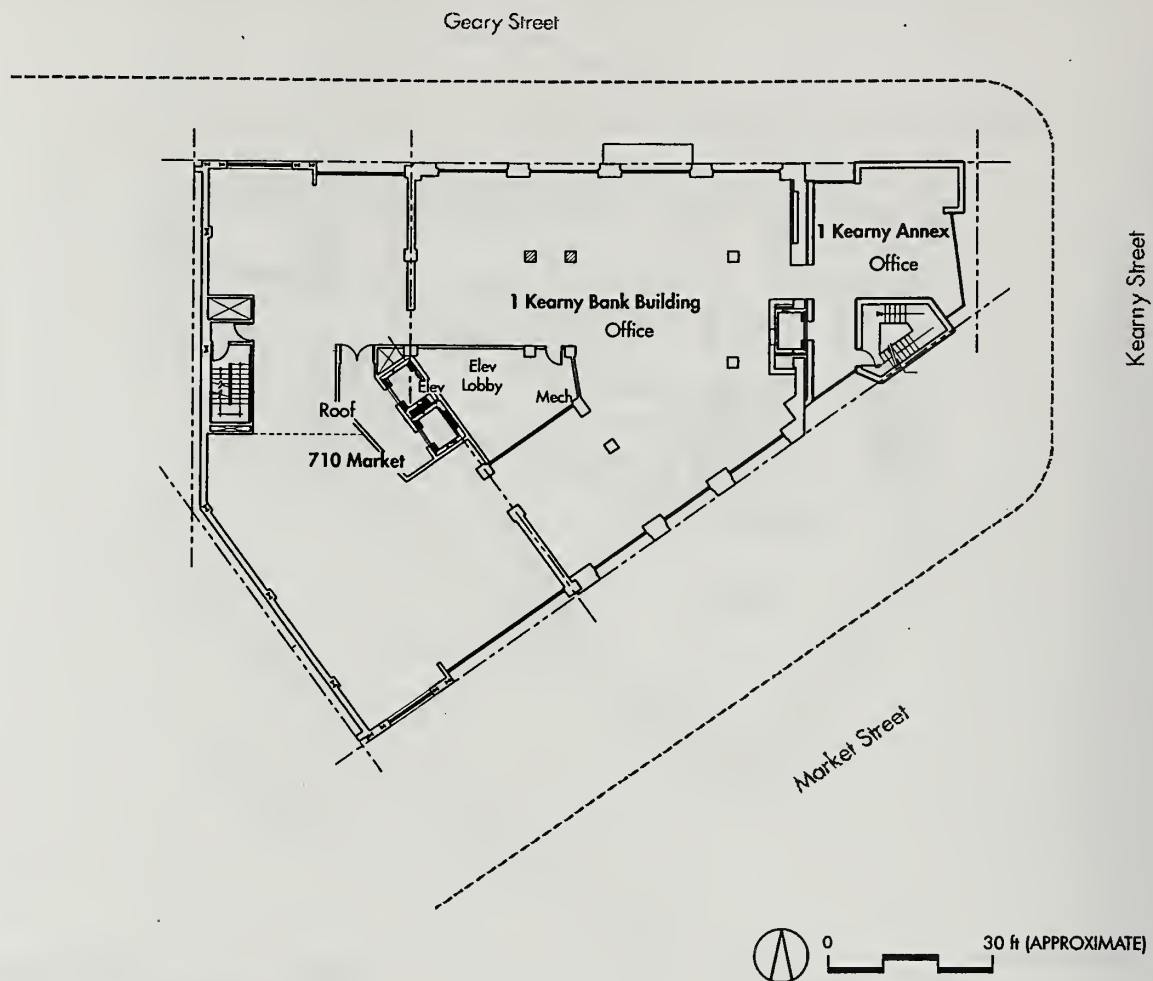 Geary Street
Kearny Street
1 Kearny Annex
Office
1 Kearny Bank Building
Office
Elev
Lobby
Elev
Mech
Roof
710 Market
Market Street
0
30 ft (APPROXIMATE)